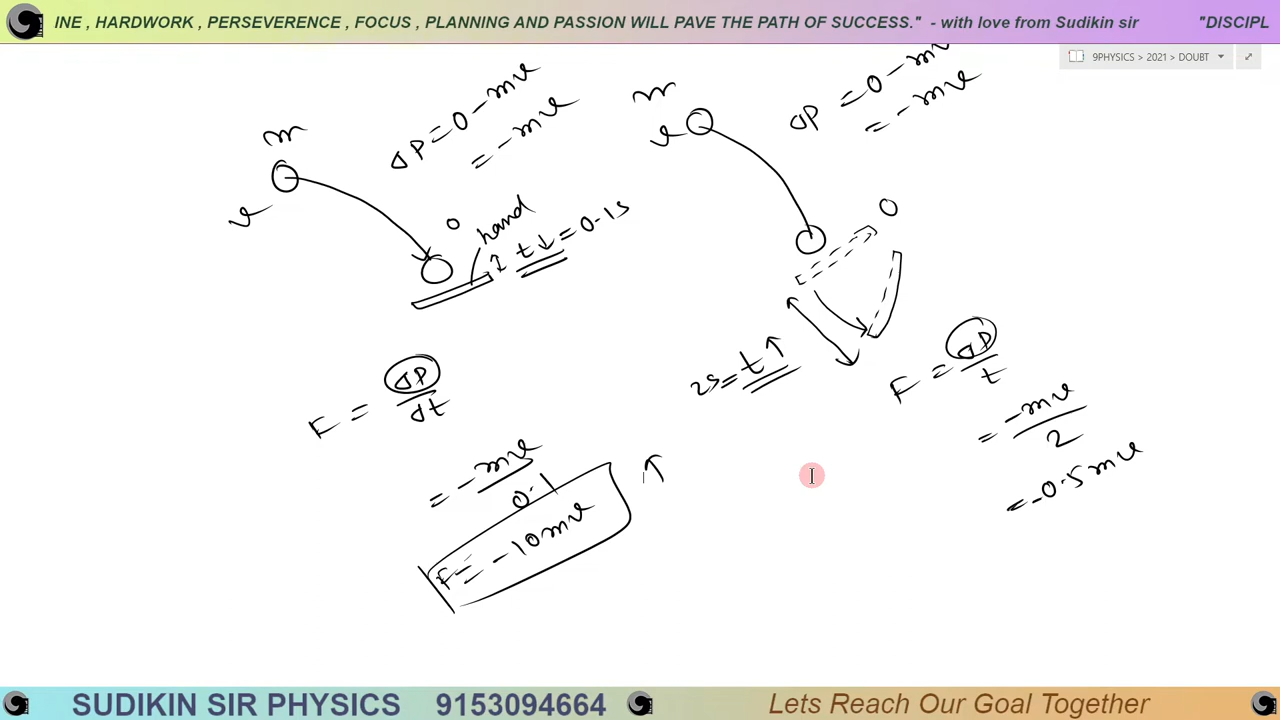 INE , HARDWORK , PERSEVERENCE , FOCUS , PLANNING AND PASSION WILL PAVE THE PATH OF SUCCESS." - with love from Sudikin sir "DISCIPL
9PHYSICS > 2021 > DOUBT
m
v
ΔP = 0 - mv
= - mv
0
hand
t↓ = 0.1s
F = ΔP/Δt
= -mv/0.1
F = -10mv
↑
m
v
ΔP = 0 - mv
= - mv
0
2s = t↑
F = ΔP/t
= -mv/2
= -0.5mv
SUDIKIN SIR PHYSICS 9153094664 Lets Reach Our Goal Together